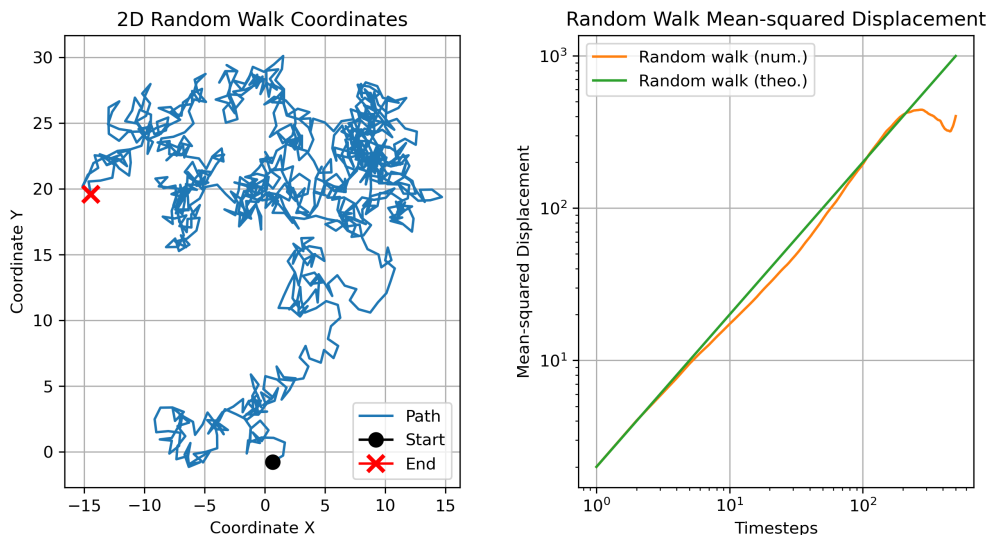 2D Random Walk Coordinates
Coordinate Y
30
25
20
15
10
5
0
−15
−10
−5
0
5
10
15
Coordinate X
Path
Start
End
Random Walk Mean-squared Displacement
Mean-squared Displacement
10³
10²
10¹
10⁰
10¹
10²
Timesteps
Random walk (num.)
Random walk (theo.)